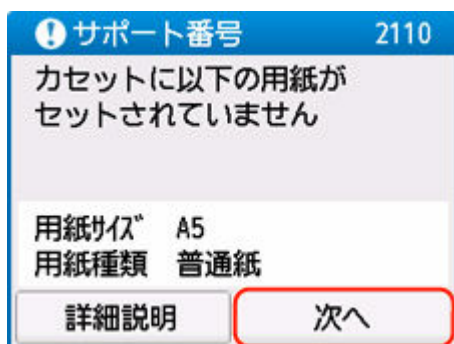 サポート番号 2110
カセットに以下の用紙が
セットされていません
用紙ｻｲｽﾞ A5
用紙種類 普通紙
詳細説明 次へ